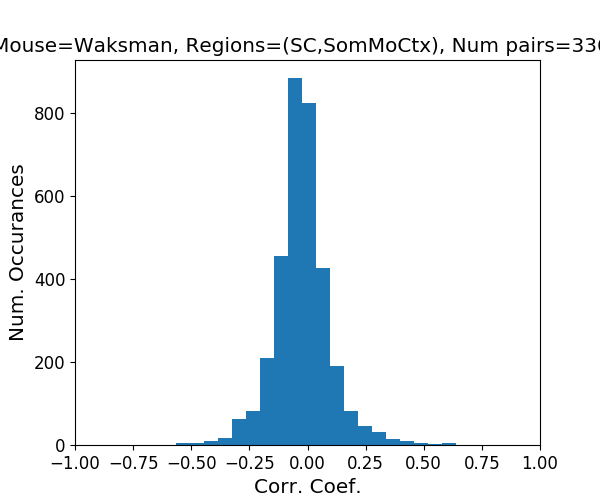 Mouse=Waksman, Regions=(SC,SomMoCtx), Num pairs=336
Num. Occurances
800
600
400
200
0
−1.00 −0.75 −0.50 −0.25 0.00 0.25 0.50 0.75 1.00
Corr. Coef.